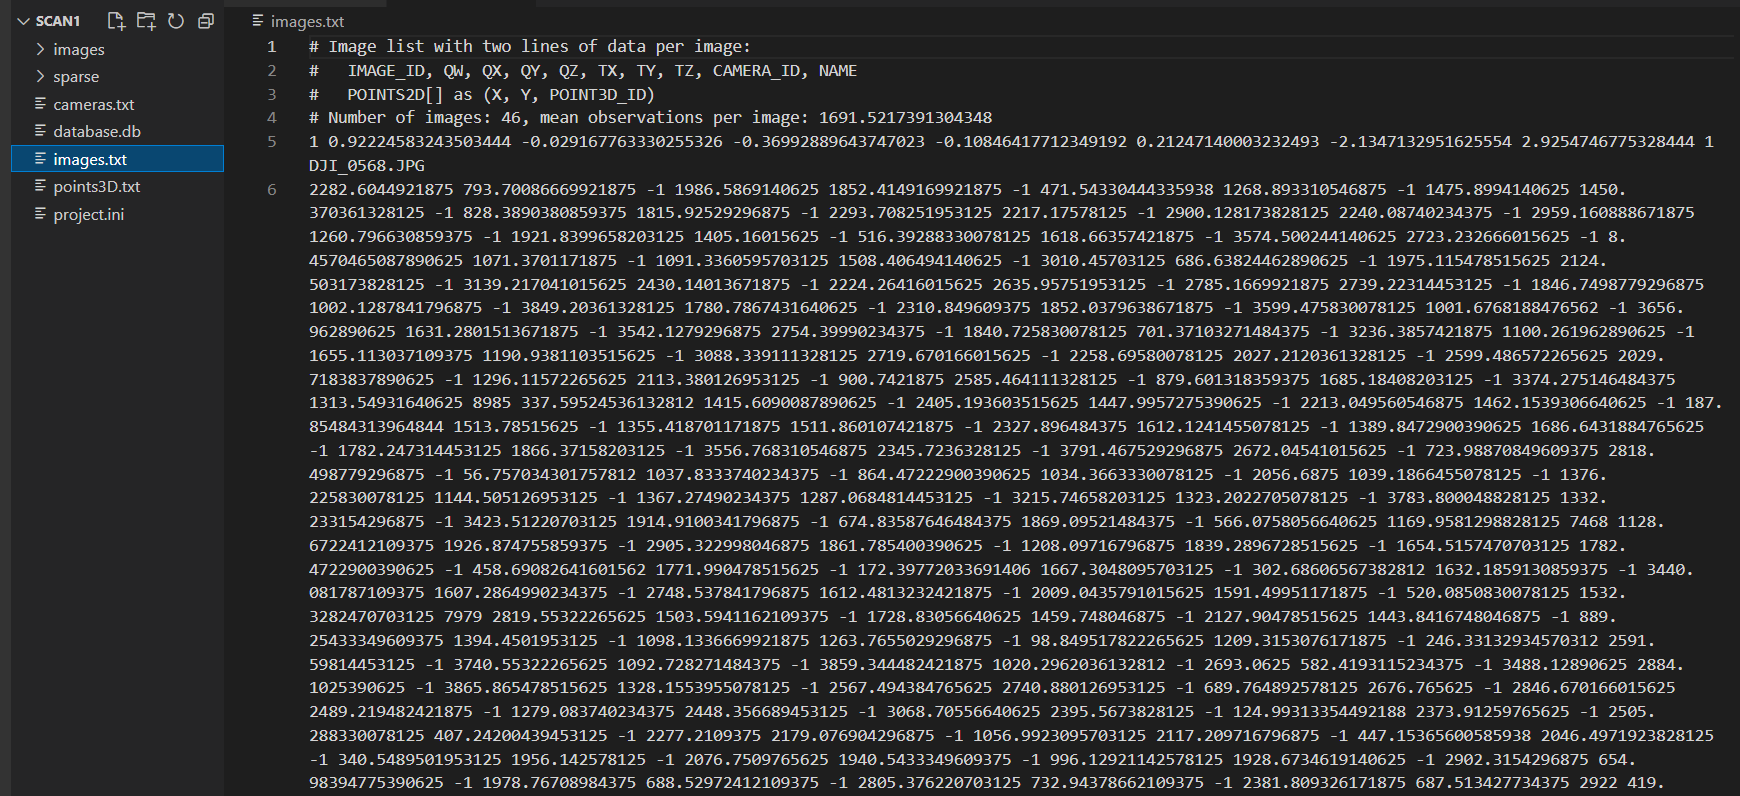 SCAN1
images
sparse
cameras.txt
database.db
images.txt
points3D.txt
project.ini
images.txt
1 # Image list with two lines of data per image:
2 #   IMAGE_ID, QW, QX, QY, QZ, TX, TY, TZ, CAMERA_ID, NAME
3 #   POINTS2D[] as (X, Y, POINT3D_ID)
4 # Number of images: 46, mean observations per image: 1691.5217391304348
5 1 0.92224583243503444 -0.029167763330255326 -0.36992889643747023 -0.10846417712349192 0.21247140003232493 -2.1347132951625554 2.9254746775328444 1
DJI_0568.JPG
6 2282.6044921875 793.70086669921875 -1 1986.5869140625 1852.4149169921875 -1 471.54330444335938 1268.893310546875 -1 1475.8994140625 1450.
370361328125 -1 828.3890380859375 1815.92529296875 -1 2293.708251953125 2217.17578125 -1 2900.128173828125 2240.08740234375 -1 2959.160888671875
1260.796630859375 -1 1921.8399658203125 1405.16015625 -1 516.39288330078125 1618.66357421875 -1 3574.500244140625 2723.232666015625 -1 8.
4570465087890625 1071.3701171875 -1 1091.3360595703125 1508.406494140625 -1 3010.45703125 686.63824462890625 -1 1975.115478515625 2124.
503173828125 -1 3139.217041015625 2430.14013671875 -1 2224.26416015625 2635.95751953125 -1 2785.1669921875 2739.22314453125 -1 1846.7498779296875
1002.1287841796875 -1 3849.20361328125 1780.7867431640625 -1 2310.849609375 1852.0379638671875 -1 3599.475830078125 1001.6768188476562 -1 3656.
962890625 1631.2801513671875 -1 3542.1279296875 2754.39990234375 -1 1840.725830078125 701.37103271484375 -1 3236.3857421875 1100.261962890625 -1
1655.113037109375 1190.9381103515625 -1 3088.339111328125 2719.670166015625 -1 2258.69580078125 2027.2120361328125 -1 2599.486572265625 2029.
7183837890625 -1 1296.11572265625 2113.380126953125 -1 900.7421875 2585.464111328125 -1 879.601318359375 1685.18408203125 -1 3374.275146484375
1313.54931640625 8985 337.59524536132812 1415.6090087890625 -1 2405.193603515625 1447.9957275390625 -1 2213.049560546875 1462.1539306640625 -1 187.
85484313964844 1513.78515625 -1 1355.418701171875 1511.860107421875 -1 2327.896484375 1612.1241455078125 -1 1389.8472900390625 1686.6431884765625
-1 1782.247314453125 1866.37158203125 -1 3556.768310546875 2345.7236328125 -1 3791.467529296875 2672.04541015625 -1 723.98870849609375 2818.
498779296875 -1 56.757034301757812 1037.8333740234375 -1 864.47222900390625 1034.3663330078125 -1 2056.6875 1039.1866455078125 -1 1376.
225830078125 1144.505126953125 -1 1367.27490234375 1287.0684814453125 -1 3215.74658203125 1323.2022705078125 -1 3783.800048828125 1332.
233154296875 -1 3423.51220703125 1914.9100341796875 -1 674.83587646484375 1869.09521484375 -1 566.0758056640625 1169.9581298828125 7468 1128.
6722412109375 1926.874755859375 -1 2905.322998046875 1861.785400390625 -1 1208.09716796875 1839.2896728515625 -1 1654.5157470703125 1782.
4722900390625 -1 458.69082641601562 1771.990478515625 -1 172.39772033691406 1667.3048095703125 -1 302.68606567382812 1632.1859130859375 -1 3440.
081787109375 1607.2864990234375 -1 2748.537841796875 1612.4813232421875 -1 2009.0435791015625 1591.49951171875 -1 520.0850830078125 1532.
3282470703125 7979 2819.55322265625 1503.5941162109375 -1 1728.83056640625 1459.748046875 -1 2127.90478515625 1443.8416748046875 -1 889.
25433349609375 1394.4501953125 -1 1098.1336669921875 1263.7655029296875 -1 98.849517822265625 1209.3153076171875 -1 246.33132934570312 2591.
59814453125 -1 3740.55322265625 1092.728271484375 -1 3859.344482421875 1020.2962036132812 -1 2693.0625 582.4193115234375 -1 3488.12890625 2884.
1025390625 -1 3865.865478515625 1328.1553955078125 -1 2567.494384765625 2740.880126953125 -1 689.764892578125 2676.765625 -1 2846.670166015625
2489.219482421875 -1 1279.083740234375 2448.356689453125 -1 3068.70556640625 2395.5673828125 -1 124.99313354492188 2373.91259765625 -1 2505.
288330078125 407.24200439453125 -1 2277.2109375 2179.076904296875 -1 1056.9923095703125 2117.209716796875 -1 447.15365600585938 2046.4971923828125
-1 340.5489501953125 1956.142578125 -1 2076.7509765625 1940.5433349609375 -1 996.12921142578125 1928.6734619140625 -1 2902.3154296875 654.
98394775390625 -1 1978.76708984375 688.52972412109375 -1 2805.376220703125 732.94378662109375 -1 2381.809326171875 687.513427734375 2922 419.